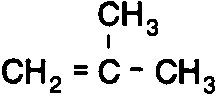 CH₃
CH₂ = C - CH₃